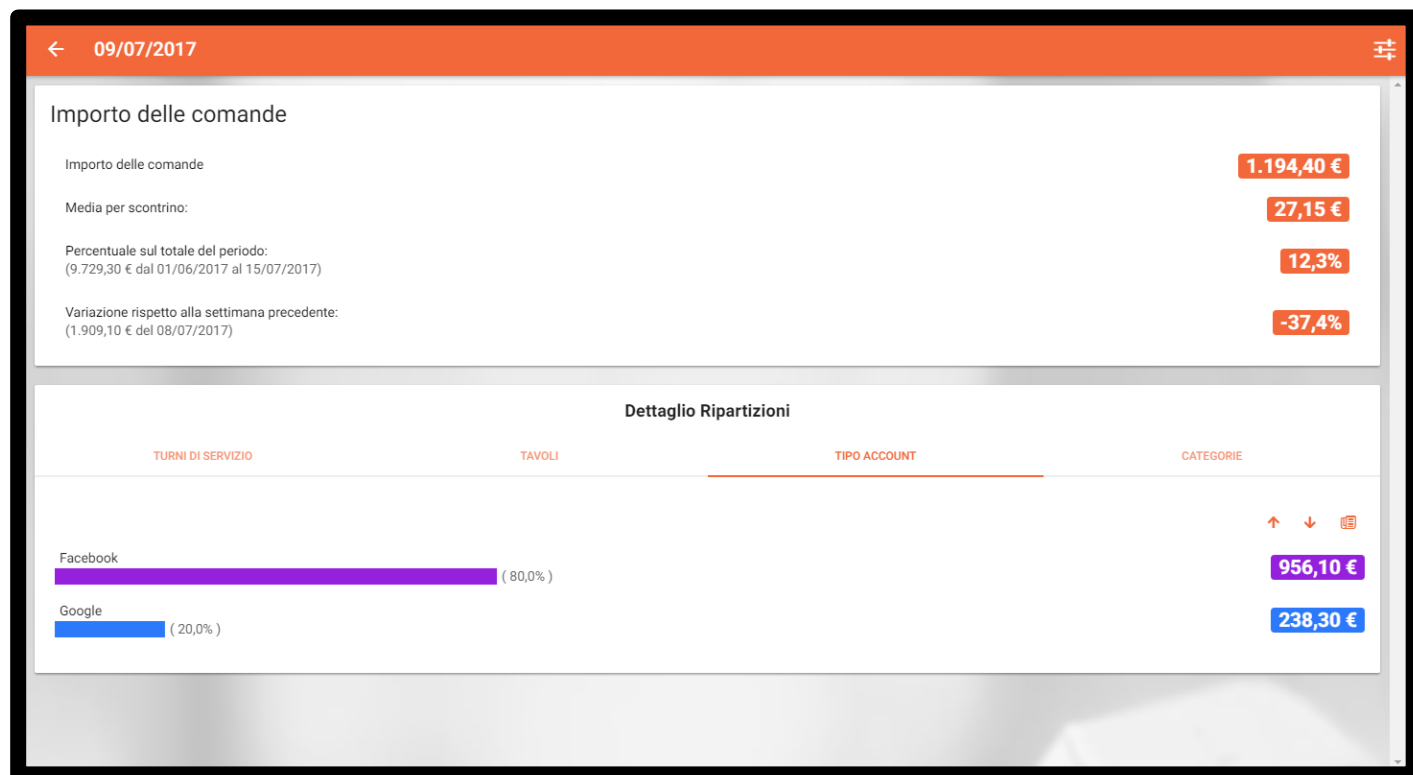 09/07/2017
Importo delle comande
Importo delle comande
1.194,40 €
Media per scontrino:
27,15 €
Percentuale sul totale del periodo:
(9.729,30 € dal 01/06/2017 al 15/07/2017)
12,3%
Variazione rispetto alla settimana precedente:
(1.909,10 € del 08/07/2017)
-37,4%
Dettaglio Ripartizioni
TURNI DI SERVIZIO
TAVOLI
TIPO ACCOUNT
CATEGORIE
Facebook
( 80,0% )
956,10 €
Google
( 20,0% )
238,30 €